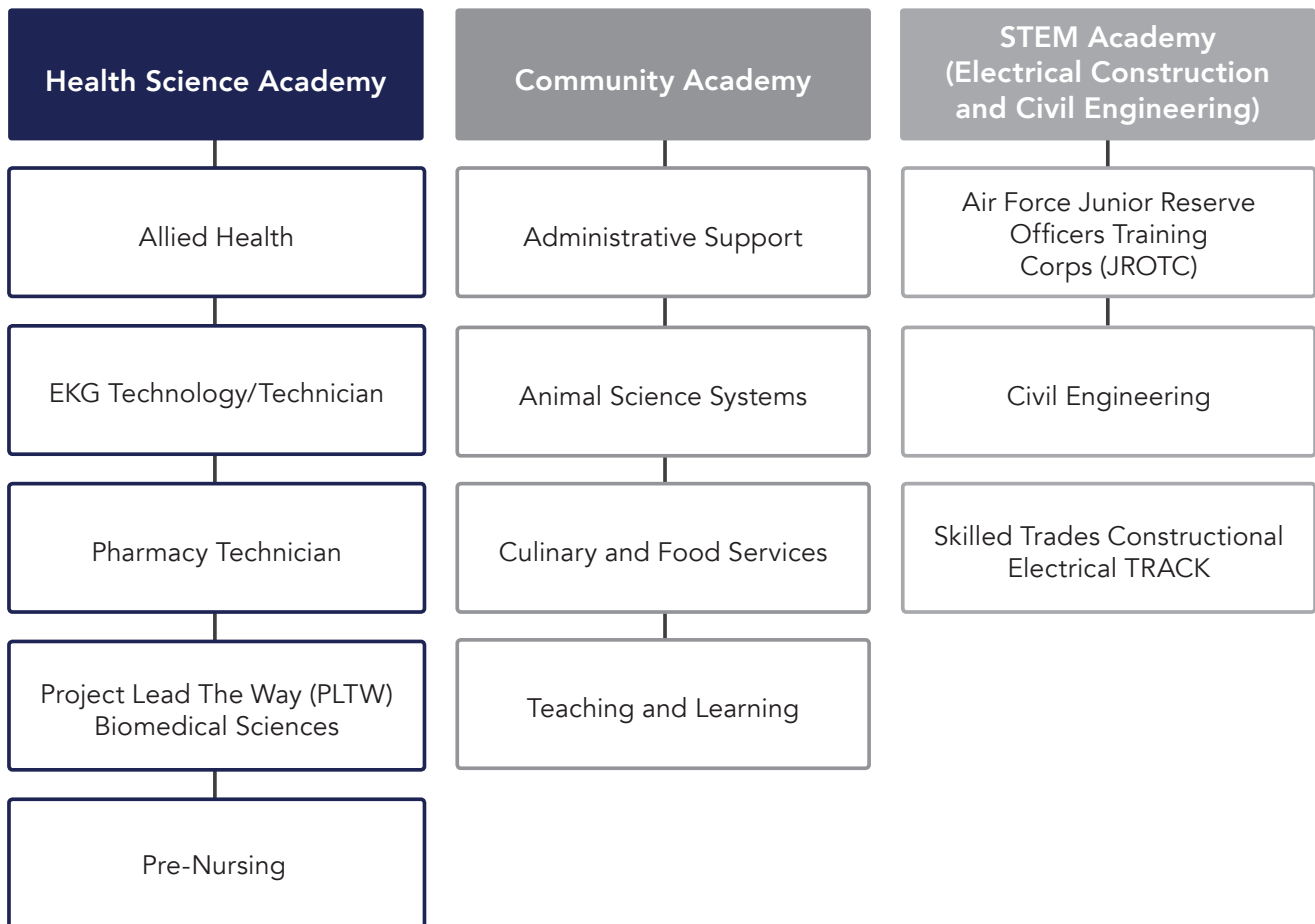 Health Science Academy
Allied Health
EKG Technology/Technician
Pharmacy Technician
Project Lead The Way (PLTW)
Biomedical Sciences
Pre-Nursing
Community Academy
Administrative Support
Animal Science Systems
Culinary and Food Services
Teaching and Learning
STEM Academy
(Electrical Construction
and Civil Engineering)
Air Force Junior Reserve
Officers Training
Corps (JROTC)
Civil Engineering
Skilled Trades Constructional
Electrical TRACK